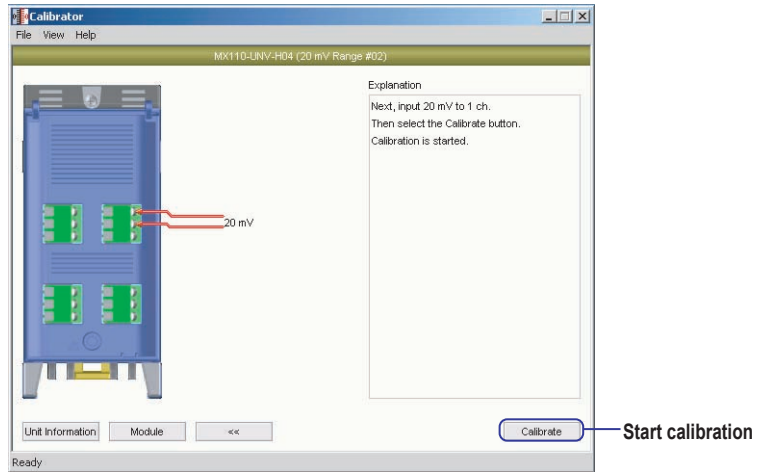 Calibrator
File View Help
MX110-UNV-H04 (20 mV Range #02)
Explanation
Next, input 20 mV to 1 ch.
Then select the Calibrate button.
Calibration is started.
20 mV
Unit Information Module << Calibrate
Start calibration
Ready